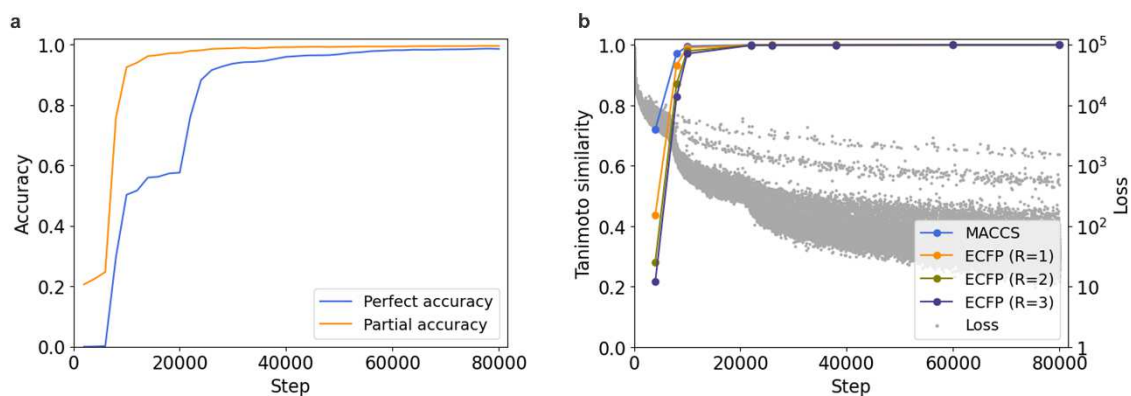 a
1.0
0.8
0.6
0.4
0.2
0.0
Accuracy
0
20000
40000
60000
80000
Step
Perfect accuracy
Partial accuracy
b
1.0
0.8
0.6
0.4
0.2
0.0
Tanimoto similarity
0
20000
40000
60000
80000
Step
10⁵
10⁴
10³
10²
10
1
Loss
MACCS
ECFP (R=1)
ECFP (R=2)
ECFP (R=3)
Loss